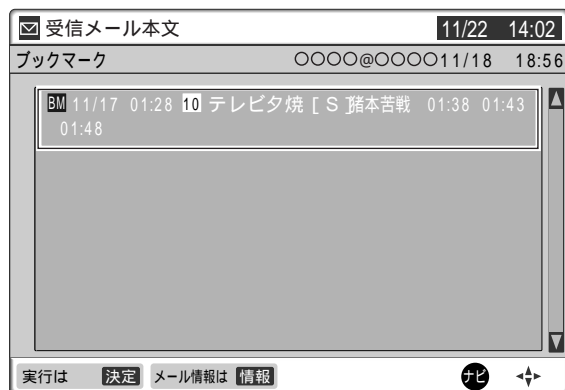 受信メール本文 11/22 14:02
ブックマーク ○○○○@○○○○11/18 18:56
BM 11/17 01:28 10 テレビタ焼 [ S ]猪本苦戦 01:38 01:43
01:48
実行は 決定 メール情報は 情報 ナビ